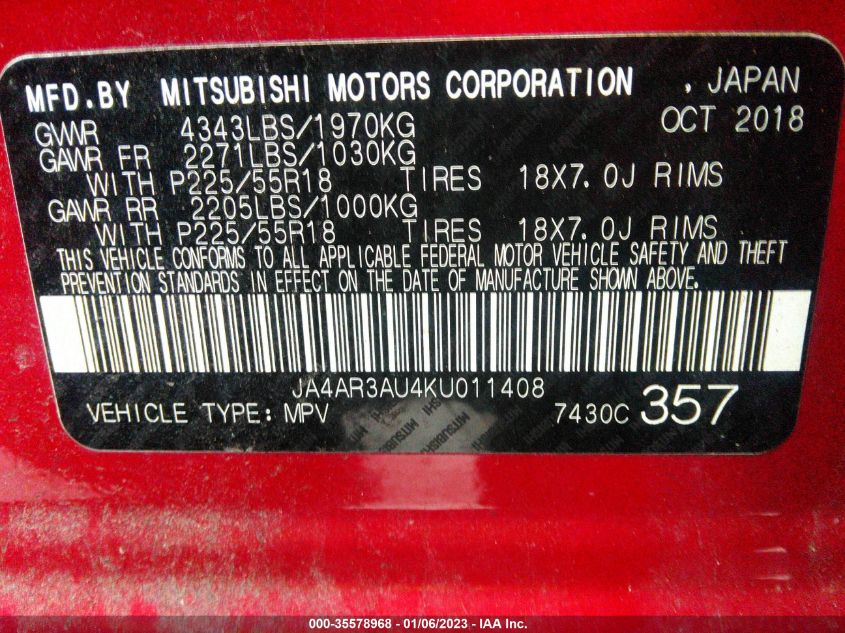 MFD.BY MITSUBISHI MOTORS CORPORATION . JAPAN
GVWR 4343LBS/1970KG OCT 2018
GAWR FR 2271LBS/1030KG
WITH P225/55R18 TIRES 18X7.0J RIMS
GAWR RR 2205LBS/1000KG
WITH P225/55R18 TIRES 18X7.0J RIMS
THIS VEHICLE CONFORMS TO ALL APPLICABLE FEDERAL MOTOR VEHICLE SAFETY AND THEFT
PREVENTION STANDARDS IN EFFECT ON THE DATE OF MANUFACTURE SHOWN ABOVE.
JA4AR3AU4KU011408
VEHICLE TYPE: MPV 7430C 357
MITSUBISHI
000-35578968 - 01/06/2023 - IAA Inc.